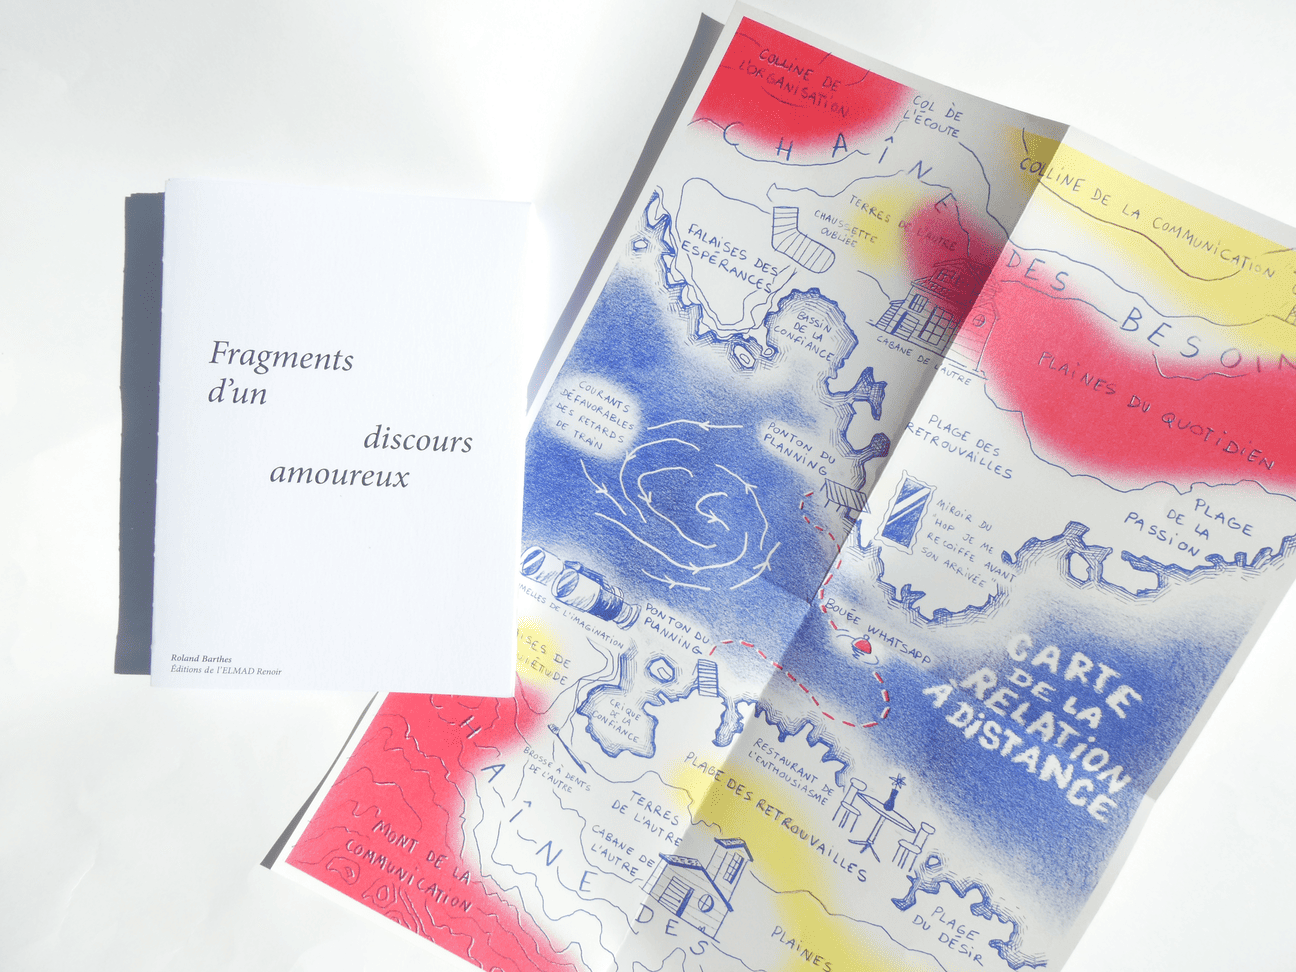 Fragments
d'un
discours
amoureux
Roland Barthes
Éditions de l'ELMAD Renoir
COLLINE DE
L'ORGANISATION
COL DE
L'ÉCOUTE
CHAÎNE
DES BESOIN
COLLINE DE LA COMMUNICATION
TERRES DE L'AUTRE
CHAUSSETTE
OUBLIÉE
FALAISES DES
ESPÉRANCES
BASSIN
DE LA
CONFIANCE
CABANE DE L'AUTRE
PLAINES DU QUOTIDIEN
COURANTS
DÉFAVORABLES
DES RETARDS
DE TRAIN
PONTON DU
PLANNING
PLAGE DES
RETROUVAILLES
MIROIR DU
"HOP JE ME
RECOIFFE AVANT
SON ARRIVÉE"
PLAGE
DE LA
PASSION
BOUÉE WHATSAPP
MELLES DE L'IMAGINATION
PONTON DU
PLANNING
CARTE
DE LA
RELATION
À DISTANCE
ISES DE
CRIQUE
DE LA
CONFIANCE
BROSSE À DENTS
DE L'AUTRE
RESTAURANT DE
L'ENTHOUSIASME
PLAGE DES RETROUVAILLES
TERRES
DE L'AUTRE
CABANE DE
L'AUTRE
MONT DE LA
COMMUNICATION
HAÎNE
DES
PLAGE
DU DÉSIR
PLAINES